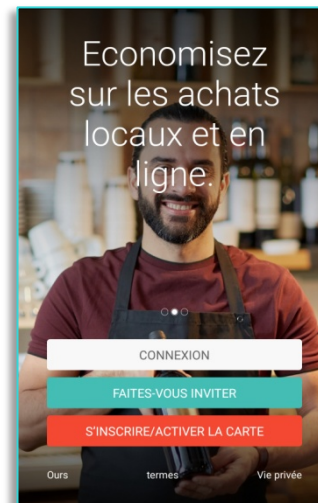 Economisez
sur les achats
locaux et en
ligne.
CONNEXION
FAITES-VOUS INVITER
S'INSCRIRE/ACTIVER LA CARTE
Ours termes Vie privée